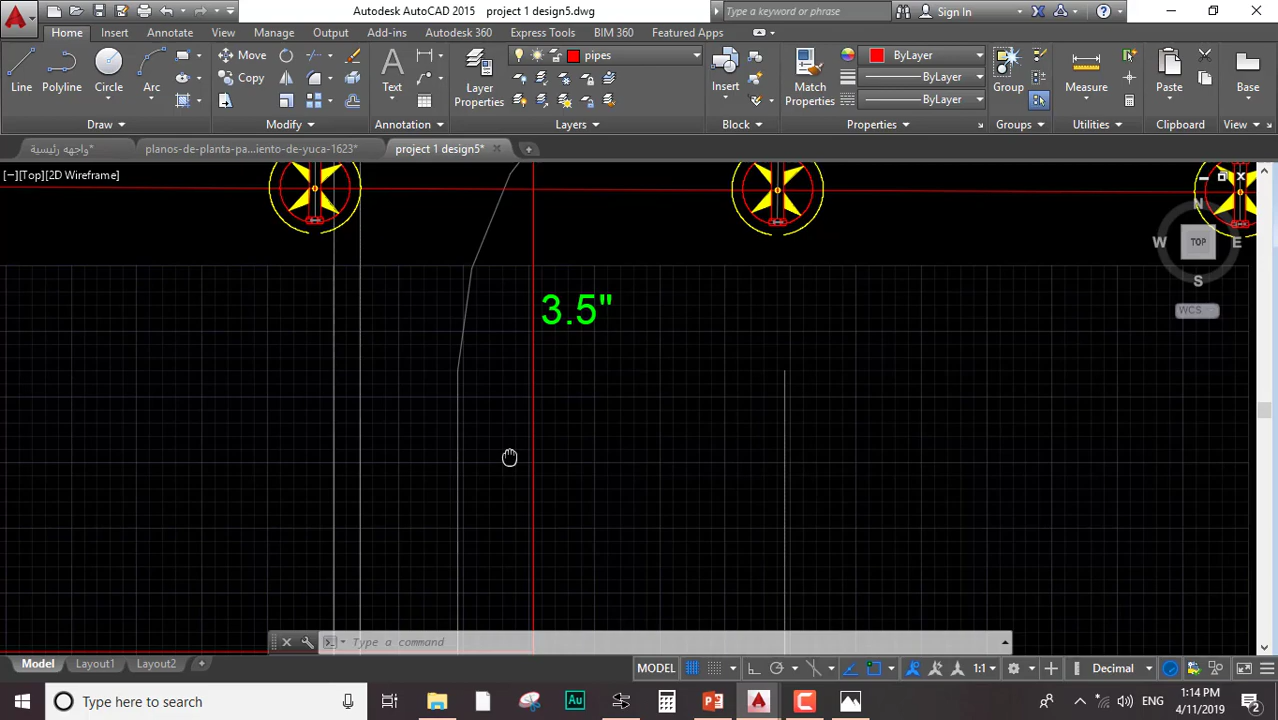 Autodesk AutoCAD 2015 project 1 design5.dwg
Type a keyword or phrase
Sign In
Home Insert Annotate View Manage Output Add-ins Autodesk 360 Express Tools BIM 360 Featured Apps
Line Polyline Circle Arc
Move
Copy
Text
Layer Properties
pipes
Insert
Match Properties
ByLayer
ByLayer
ByLayer
Group Measure Paste Base
Draw Modify Annotation Layers Block Properties Groups Utilities Clipboard View
واجهه رئيسية*
planos-de-planta-pa...iento-de-yuca-1623*
project 1 design5*
[−][Top][2D Wireframe]
N
W TOP E
S
WCS
3.5"
Type a command
Model Layout1 Layout2
MODEL 1:1 Decimal
Type here to search
Au
ENG
1:14 PM
4/11/2019
2